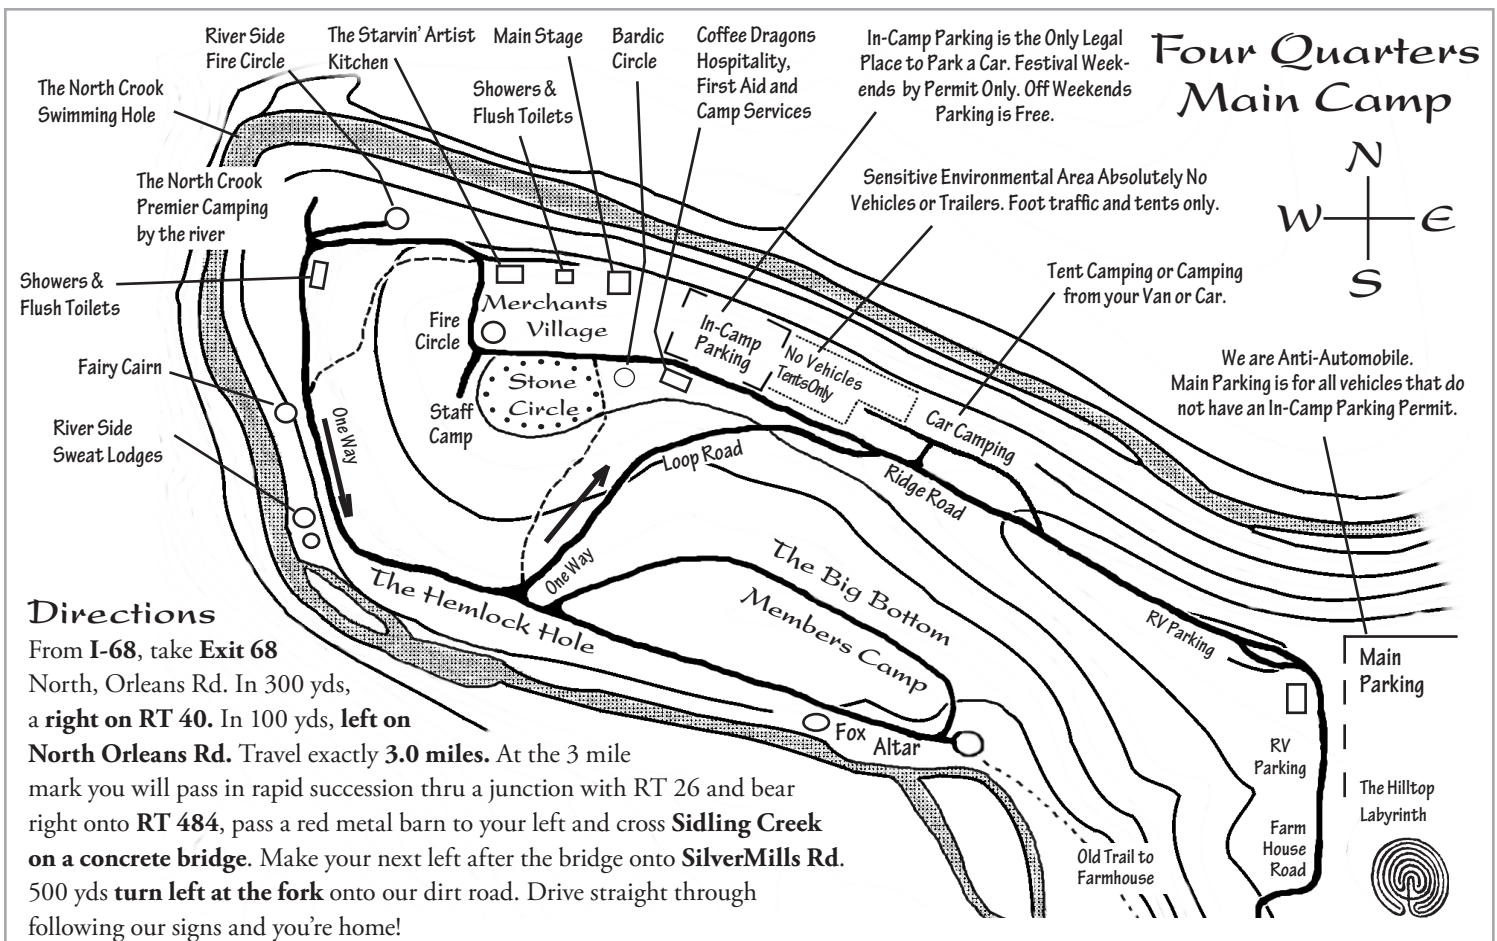 Four Quarters
Main Camp
N
W
E
S
River Side
Fire Circle
The Starvin' Artist
Kitchen
Main Stage
Bardic
Circle
Coffee Dragons
Hospitality,
First Aid and
Camp Services
In-Camp Parking is the Only Legal
Place to Park a Car. Festival Week-
ends by Permit Only. Off Weekends
Parking is Free.
The North Crook
Swimming Hole
Showers &
Flush Toilets
The North Crook
Premier Camping
by the river
Sensitive Environmental Area Absolutely No
Vehicles or Trailers. Foot traffic and tents only.
Showers &
Flush Toilets
Tent Camping or Camping
from your Van or Car.
Merchants
Village
Fire
Circle
In-Camp
Parking
No Vehicles
Tents Only
We are Anti-Automobile.
Main Parking is for all vehicles that do
not have an In-Camp Parking Permit.
Fairy Cairn
Stone
Circle
Staff
Camp
Car Camping
River Side
Sweat Lodges
One Way
Loop Road
Ridge Road
One Way
The Hemlock Hole
The Big Bottom
Members Camp
RV Parking
Main
Parking
Fox
Altar
RV
Parking
The Hilltop
Labyrinth
Farm
House
Road
Old Trail to
Farmhouse
Directions
From I-68, take Exit 68
North, Orleans Rd. In 300 yds,
a right on RT 40. In 100 yds, left on
North Orleans Rd. Travel exactly 3.0 miles. At the 3 mile
mark you will pass in rapid succession thru a junction with RT 26 and bear
right onto RT 484, pass a red metal barn to your left and cross Sidling Creek
on a concrete bridge. Make your next left after the bridge onto SilverMills Rd.
500 yds turn left at the fork onto our dirt road. Drive straight through
following our signs and you're home!